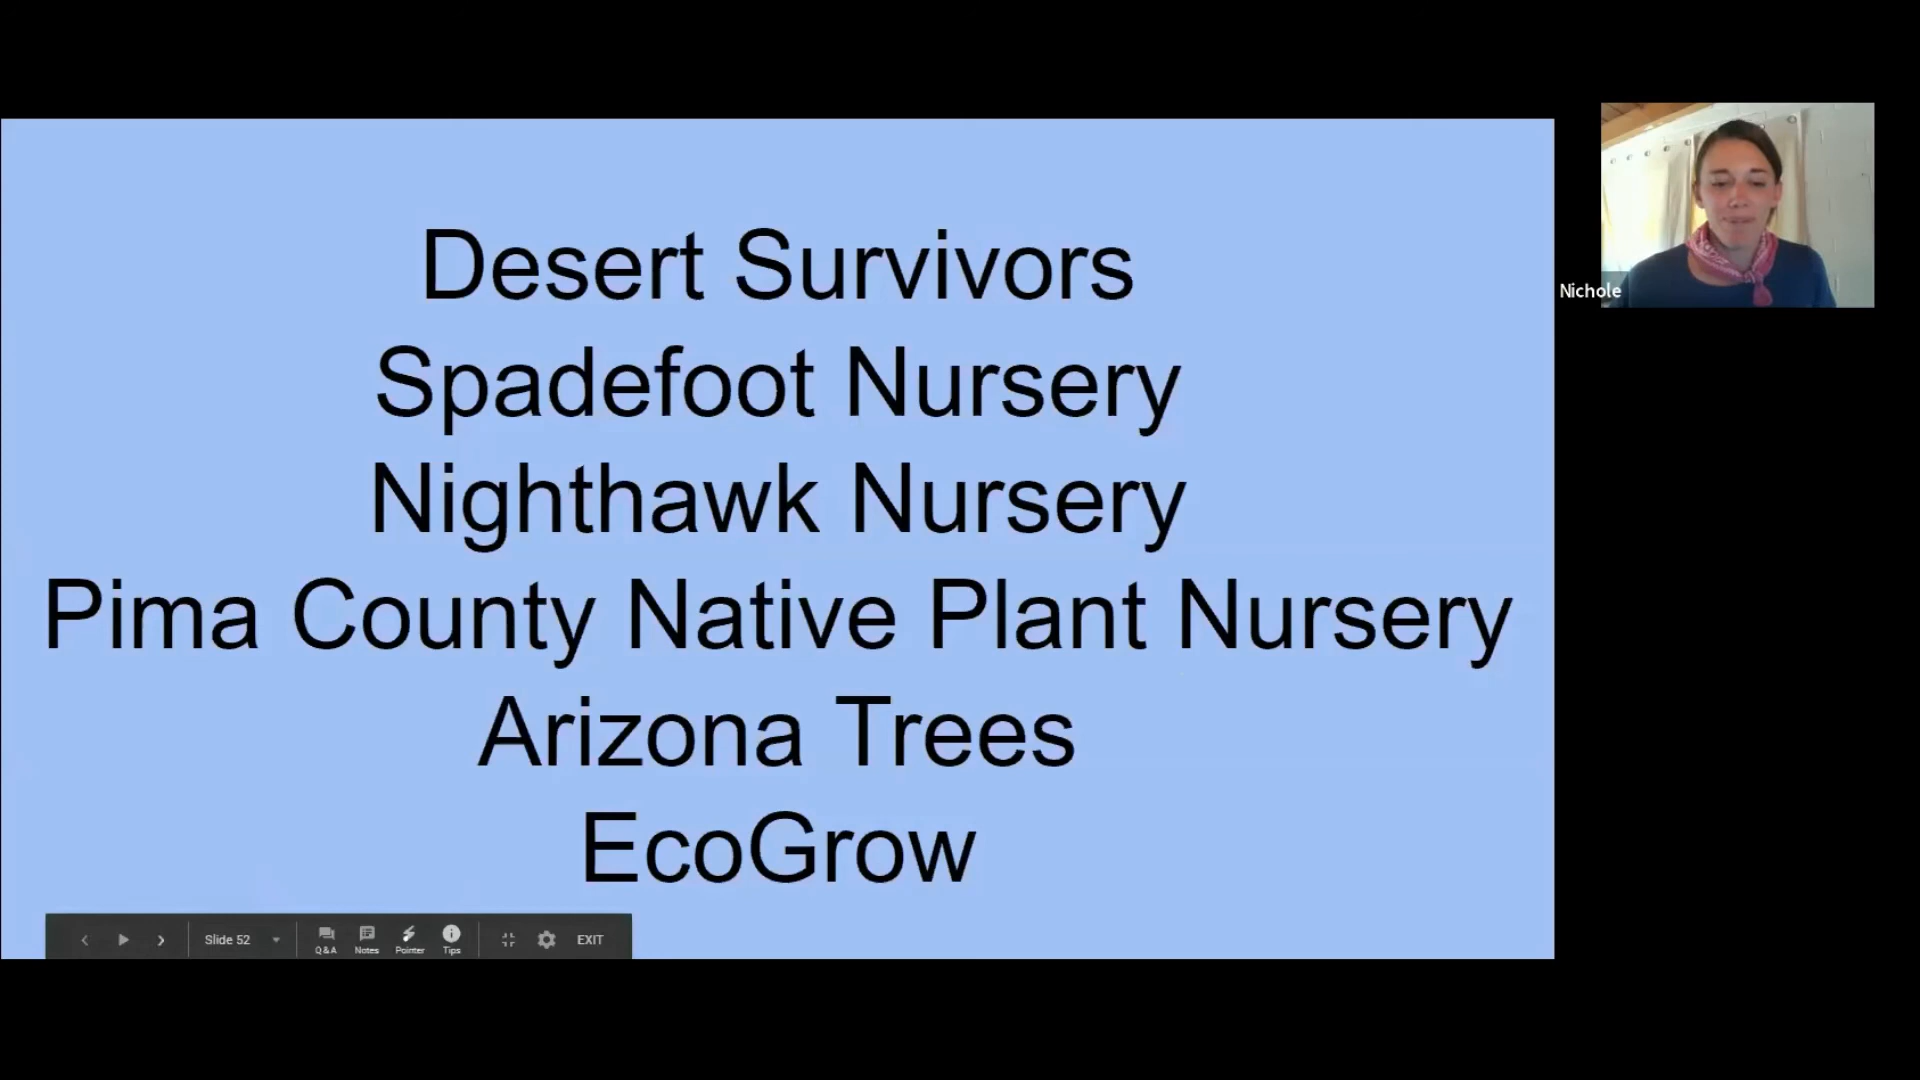 Desert Survivors
Spadefoot Nursery
Nighthawk Nursery
Pima County Native Plant Nursery
Arizona Trees
EcoGrow
Nichole
Slide 52
Q&A
Notes
Pointer
Tips
EXIT